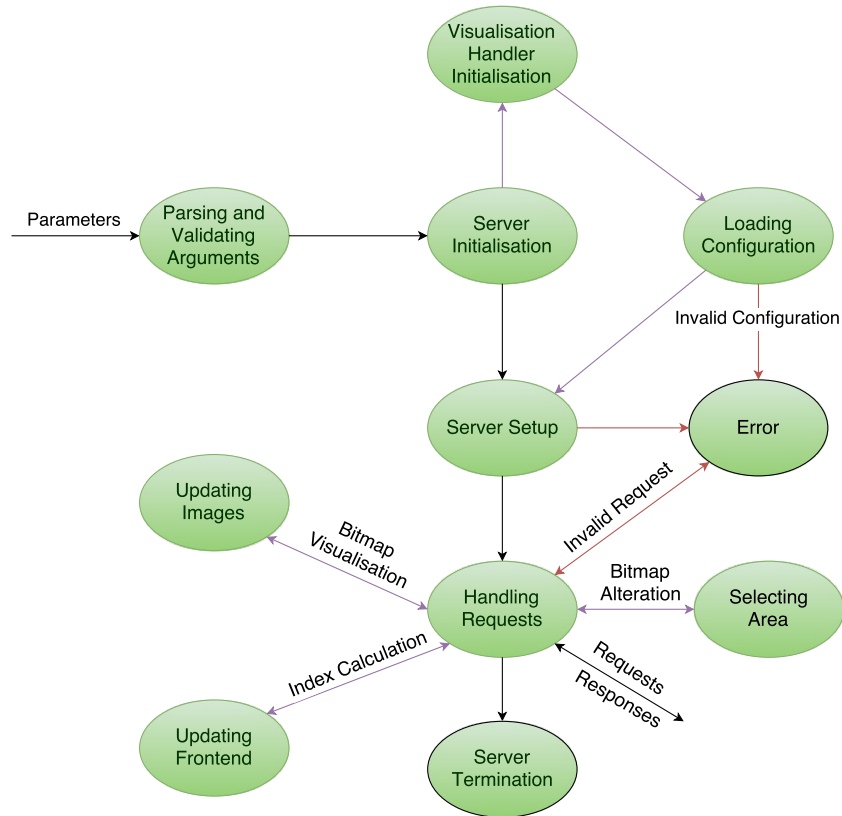 Visualisation
Handler
Initialisation
Parameters
Parsing and
Validating
Arguments
Server
Initialisation
Loading
Configuration
Invalid Configuration
Server Setup
Error
Updating
Images
Bitmap
Visualisation
Invalid Request
Handling
Requests
Bitmap
Alteration
Selecting
Area
Index Calculation
Requests
Responses
Updating
Frontend
Server
Termination